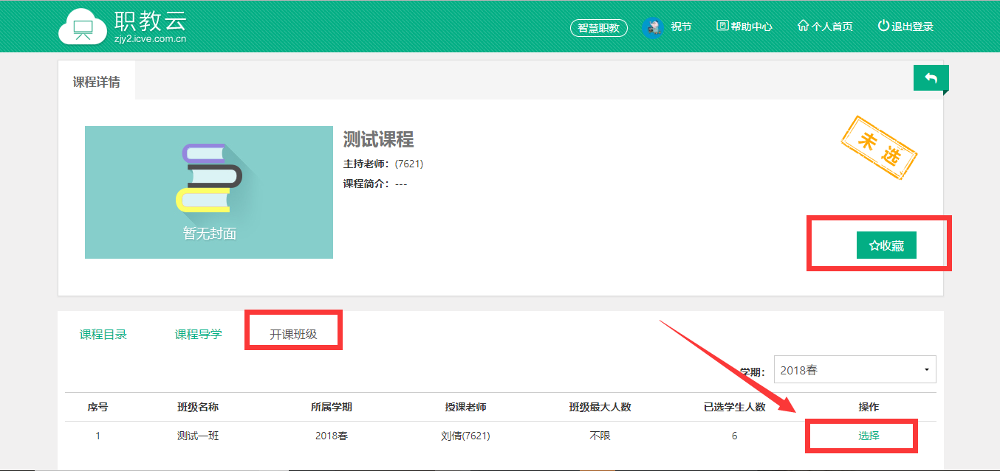 职教云
zjy2.icve.com.cn
智慧职教 祝节 帮助中心 个人首页 退出登录
课程详情
测试课程
主持老师：(7621)
课程简介：---
暂无封面
未选
收藏
课程目录 课程导学 开课班级
学期： 2018春
序号 班级名称 所属学期 授课老师 班级最大人数 已选学生人数 操作
1 测试一班 2018春 刘倩(7621) 不限 6 选择